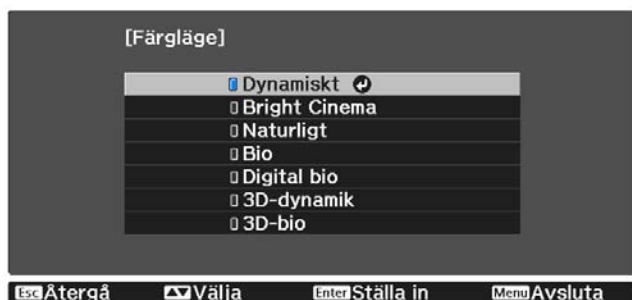 [Färgläge]
Dynamiskt
Bright Cinema
Naturligt
Bio
Digital bio
3D-dynamik
3D-bio
Esc Återgå Välja Enter Ställa in Menu Avsluta